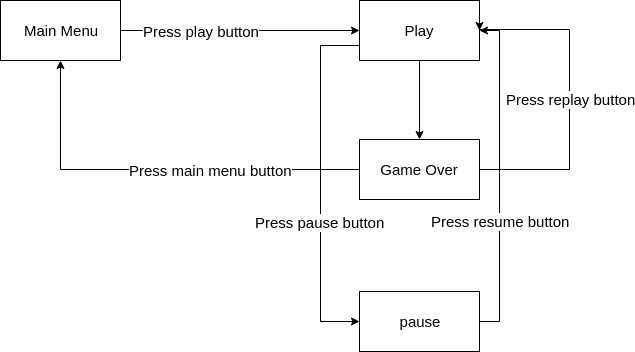 Main Menu
Press play button
Play
Press replay button
Press main menu button
Game Over
Press pause button
Press resume button
pause